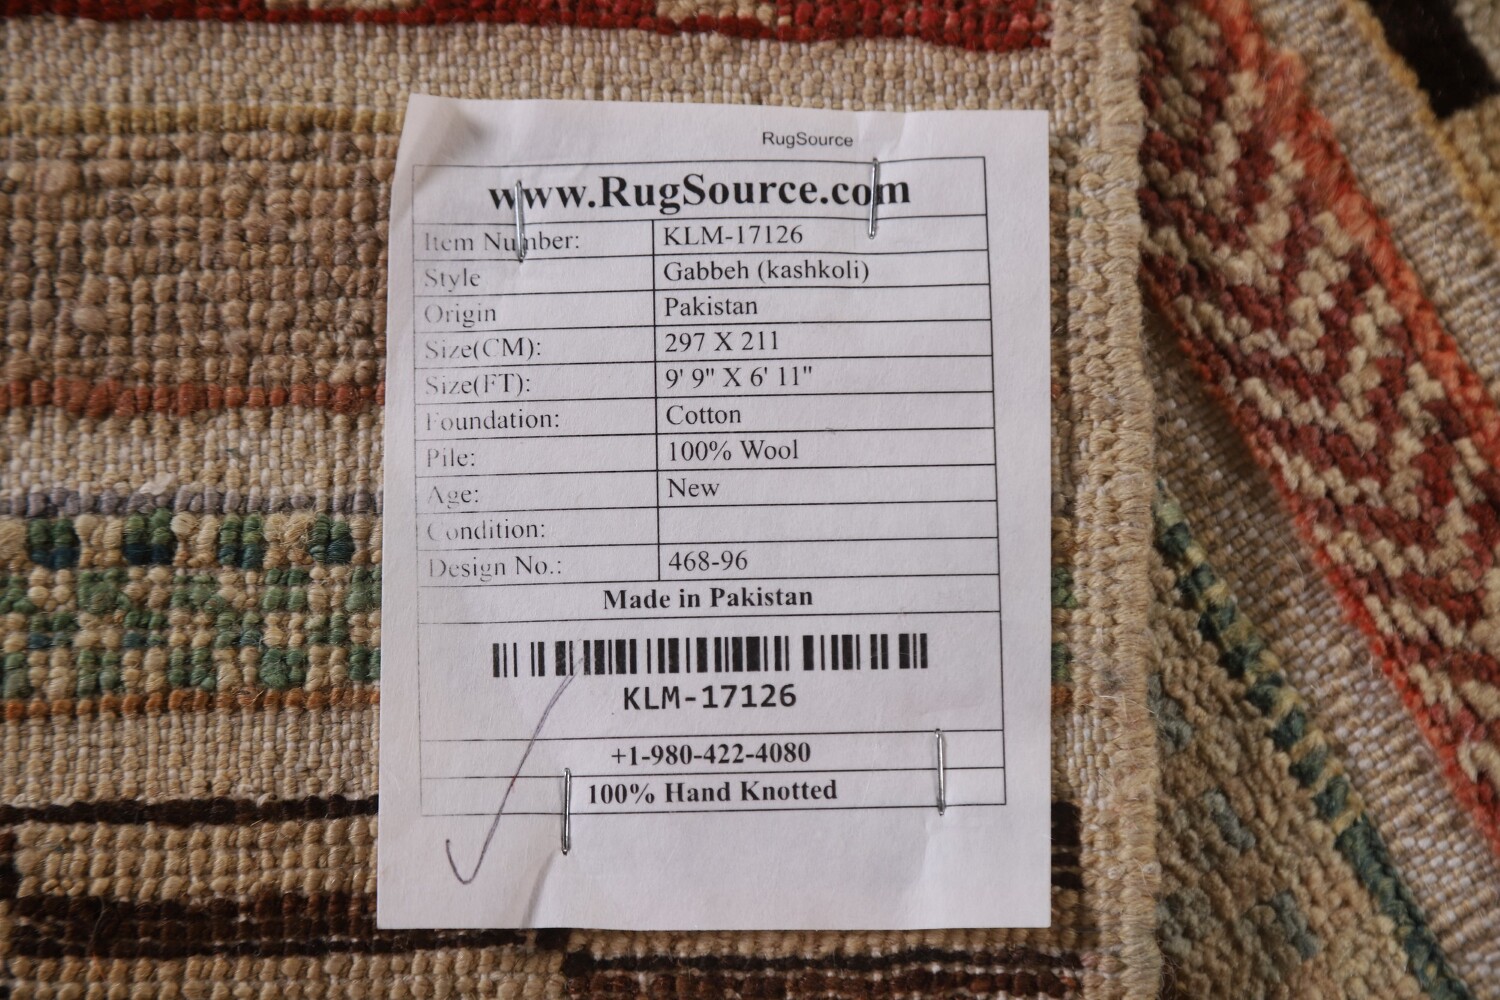 RugSource
www.RugSource.com
Item Number: KLM-17126
Style Gabbeh (kashkoli)
Origin Pakistan
Size(CM): 297 X 211
Size(FT): 9' 9" X 6' 11"
Foundation: Cotton
Pile: 100% Wool
Age: New
Condition:
Design No.: 468-96
Made in Pakistan
KLM-17126
+1-980-422-4080
100% Hand Knotted